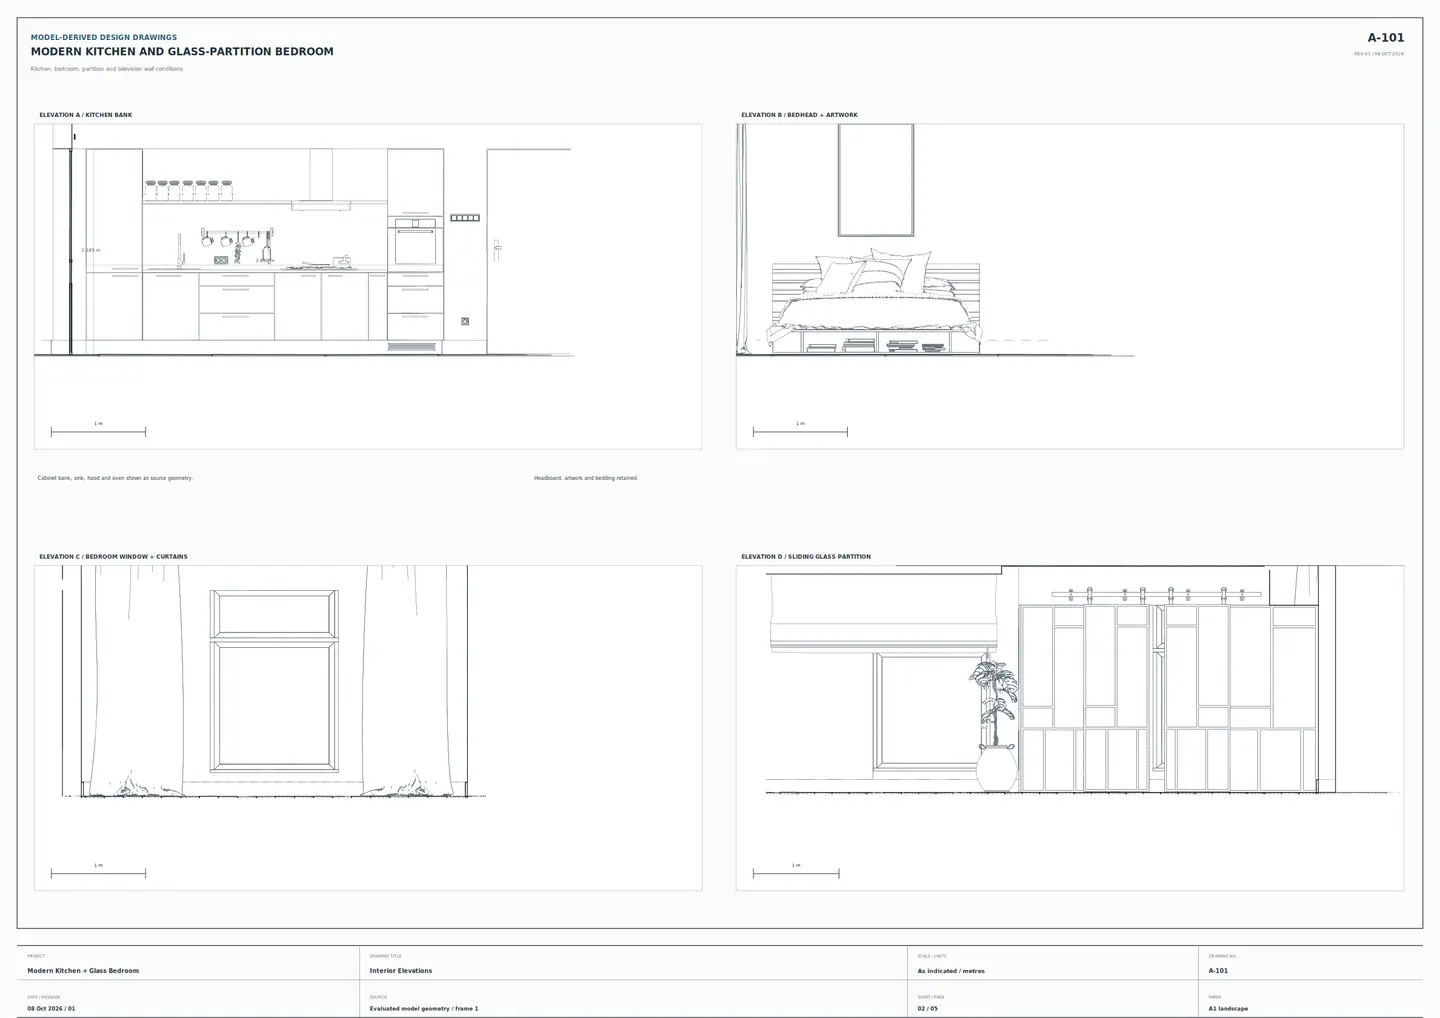 MODEL-DERIVED DESIGN DRAWINGS
MODERN KITCHEN AND GLASS-PARTITION BEDROOM
Kitchen, bedroom, partition and television wall conditions.
A-101
REV 01 / 08 OCT 2026
ELEVATION A / KITCHEN BANK
2.185 m
1 m
Cabinet bank, sink, hood and oven shown as source geometry.
ELEVATION B / BEDHEAD + ARTWORK
1 m
Headboard, artwork and bedding retained.
ELEVATION C / BEDROOM WINDOW + CURTAINS
1 m
ELEVATION D / SLIDING GLASS PARTITION
1 m
PROJECT
Modern Kitchen + Glass Bedroom
DRAWING TITLE
Interior Elevations
SCALE / UNITS
As indicated / metres
DRAWING NO.
A-101
DATE / REVISION
08 Oct 2026 / 01
SOURCE
Evaluated model geometry / frame 1
SHEET / PAGE
02 / 05
PAPER
A1 landscape